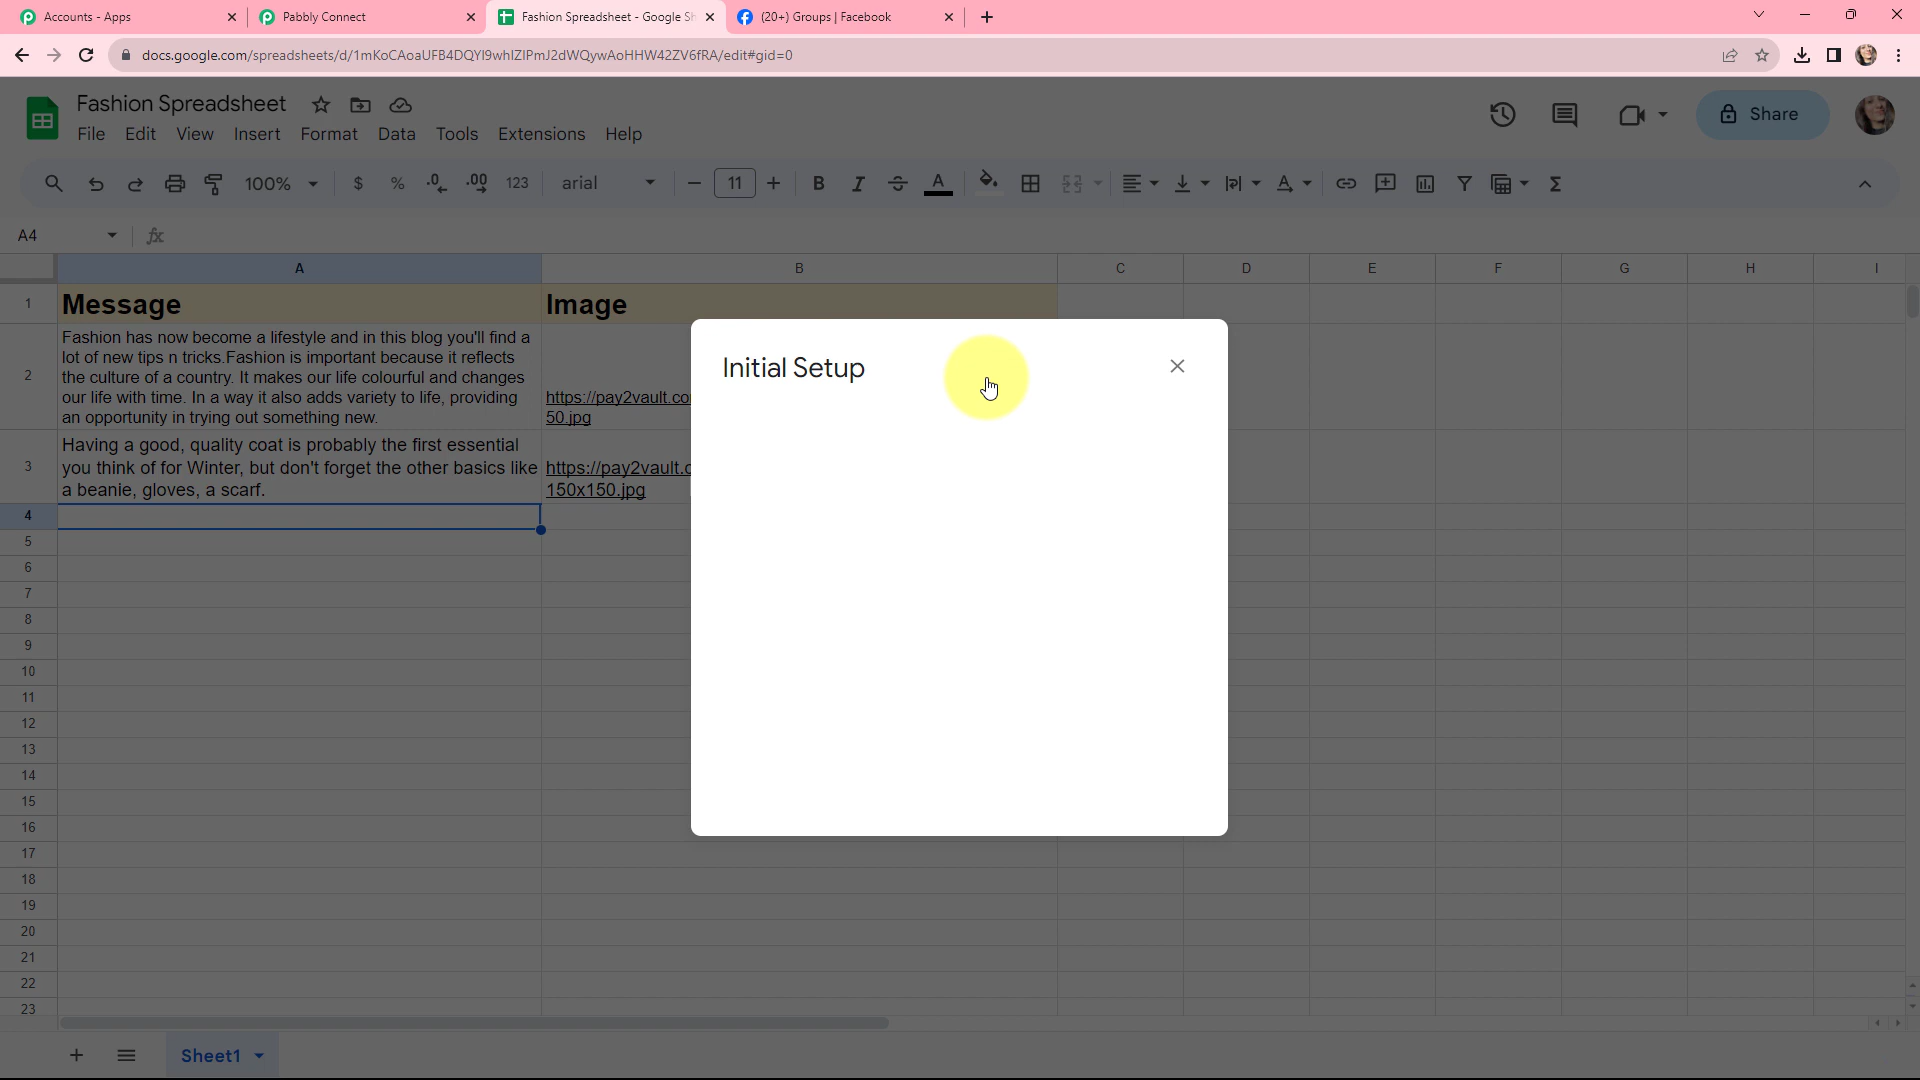 Accounts - Apps
Pabbly Connect
Fashion Spreadsheet - Google Sh
(20+) Groups | Facebook
docs.google.com/spreadsheets/d/1mKoCAoaUFB4DQYI9whIZIPmJ2dWQywAoHHW42ZV6fRA/edit#gid=0
Fashion Spreadsheet
File Edit View Insert Format Data Tools Extensions Help
Share
100% $ % .0 .00 123 arial 11 B I A Σ
A4 fx
A B C D E F G H I
1 Message Image
2 Fashion has now become a lifestyle and in this blog you'll find a
lot of new tips n tricks.Fashion is important because it reflects
the culture of a country. It makes our life colourful and changes
our life with time. In a way it also adds variety to life, providing
an opportunity in trying out something new.
https://pay2vault.co
50.jpg
3 Having a good, quality coat is probably the first essential
you think of for Winter, but don't forget the other basics like
a beanie, gloves, a scarf.
https://pay2vault.c
150x150.jpg
Initial Setup
4
5
6
7
8
9
10
11
12
13
14
15
16
17
18
19
20
21
22
23
Sheet1